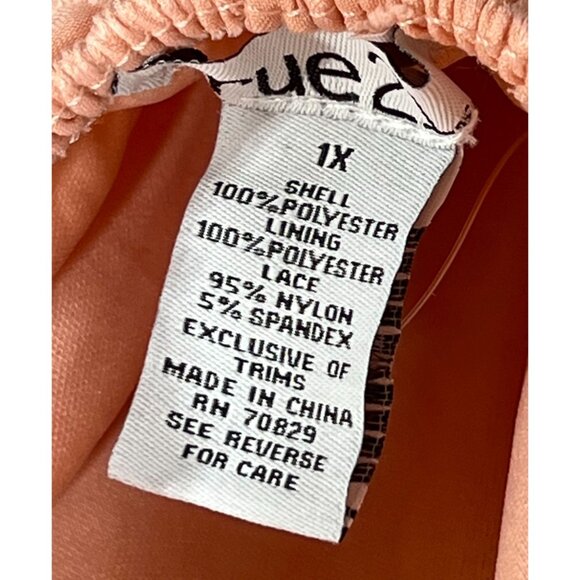 1X
SHELL
100%POLYESTER
LINING
100%POLYESTER
LACE
95% NYLON
5% SPANDEX
EXCLUSIVE OF
TRIMS
MADE IN CHINA
RN 70829
SEE REVERSE
FOR CARE